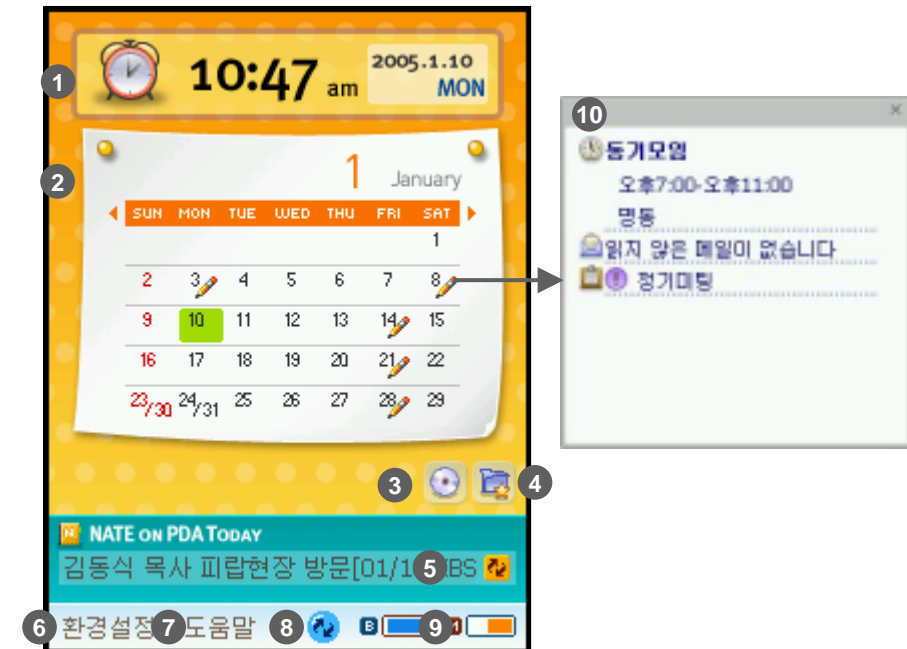 1
10:47 am
2005.1.10
MON
2
1 January
SUN MON TUE WED THU FRI SAT
1
2 3 4 5 6 7 8
9 10 11 12 13 14 15
16 17 18 19 20 21 22
23/30 24/31 25 26 27 28 29
3
4
N NATE ON PDA TODAY
김동식 목사 피랍현장 방문[01/1
5
BS
6 환경설정 7 도움말 8 B 9
10 ×
동기모임
오후7:00-오후11:00
명동
읽지 않은 메일이 없습니다
정기미팅